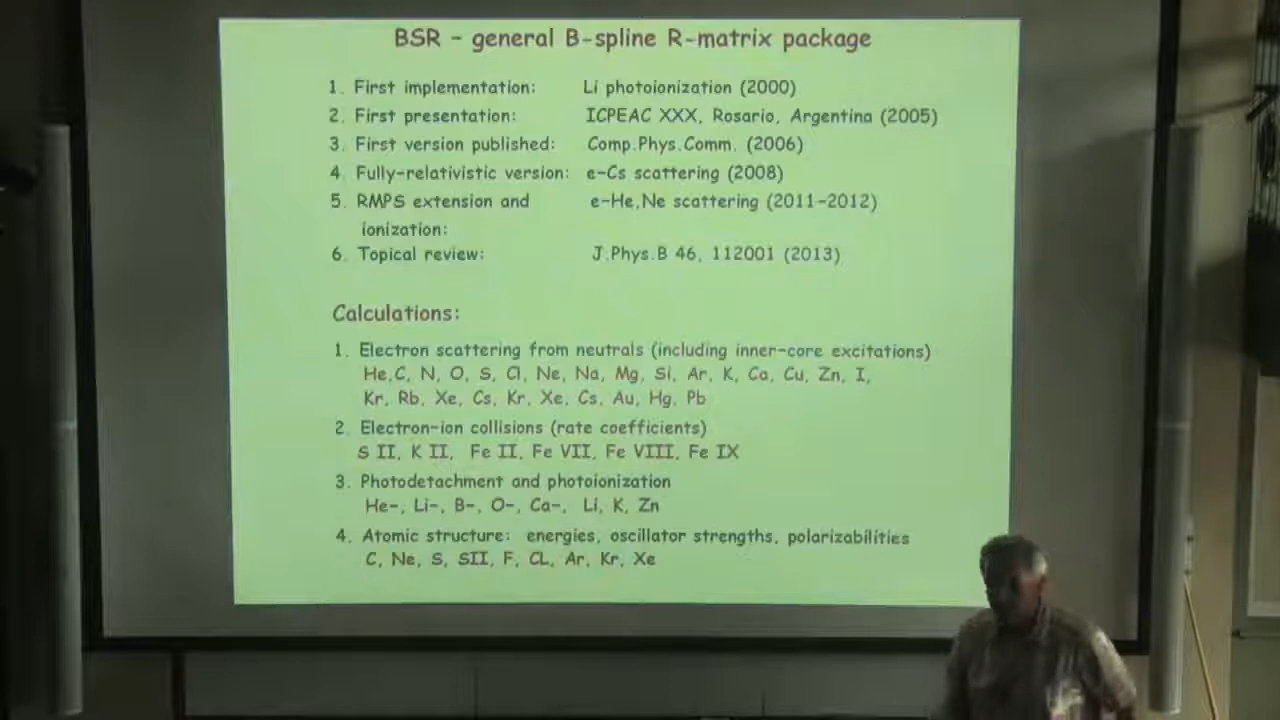 BSR - general B-spline R-matrix package
1. First implementation: Li photoionization (2000)
2. First presentation: ICPEAC XXX, Rosario, Argentina (2005)
3. First version published: Comp.Phys.Comm. (2006)
4. Fully-relativistic version: e-Cs scattering (2008)
5. RMPS extension and e-He,Ne scattering (2011-2012)
ionization:
6. Topical review: J.Phys.B 46, 112001 (2013)
Calculations:
1. Electron scattering from neutrals (including inner-core excitations)
He,C, N, O, S, Cl, Ne, Na, Mg, Si, Ar, K, Ca, Cu, Zn, I,
Kr, Rb, Xe, Cs, Kr, Xe, Cs, Au, Hg, Pb
2. Electron-ion collisions (rate coefficients)
S II, K II, Fe II, Fe VII, Fe VIII, Fe IX
3. Photodetachment and photoionization
He-, Li-, B-, O-, Ca-, Li, K, Zn
4. Atomic structure: energies, oscillator strengths, polarizabilities
C, Ne, S, SII, F, CL, Ar, Kr, Xe